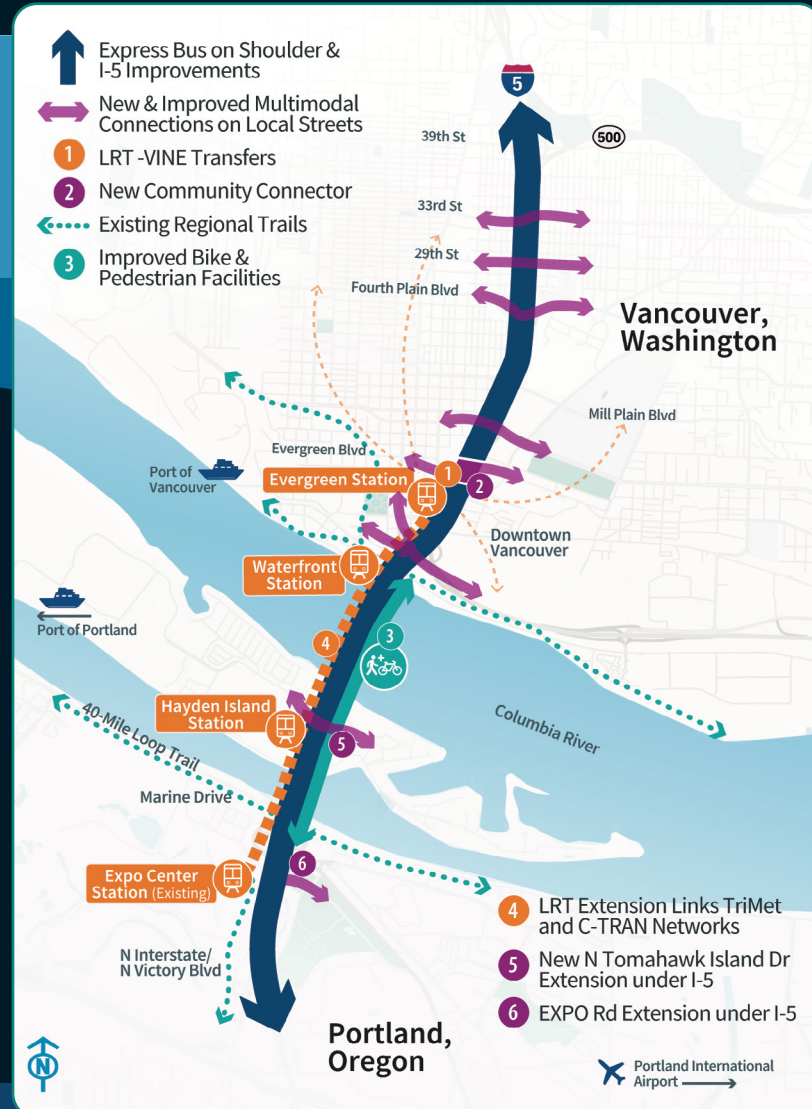 Express Bus on Shoulder &
I-5 Improvements
New & Improved Multimodal
Connections on Local Streets
1
LRT -VINE Transfers
2
New Community Connector
Existing Regional Trails
3
Improved Bike &
Pedestrian Facilities
5
39th St
500
33rd St
29th St
Fourth Plain Blvd
Vancouver,
Washington
Mill Plain Blvd
Evergreen Blvd
Port of
Vancouver
Evergreen Station
1
2
Downtown
Vancouver
Waterfront
Station
Port of Portland
4
3
Hayden Island
Station
5
Columbia River
40-Mile Loop Trail
Marine Drive
6
Expo Center
Station (Existing)
N Interstate/
N Victory Blvd
4
LRT Extension Links TriMet
and C-TRAN Networks
5
New N Tomahawk Island Dr
Extension under I-5
6
EXPO Rd Extension under I-5
Portland,
Oregon
N
Portland International
Airport